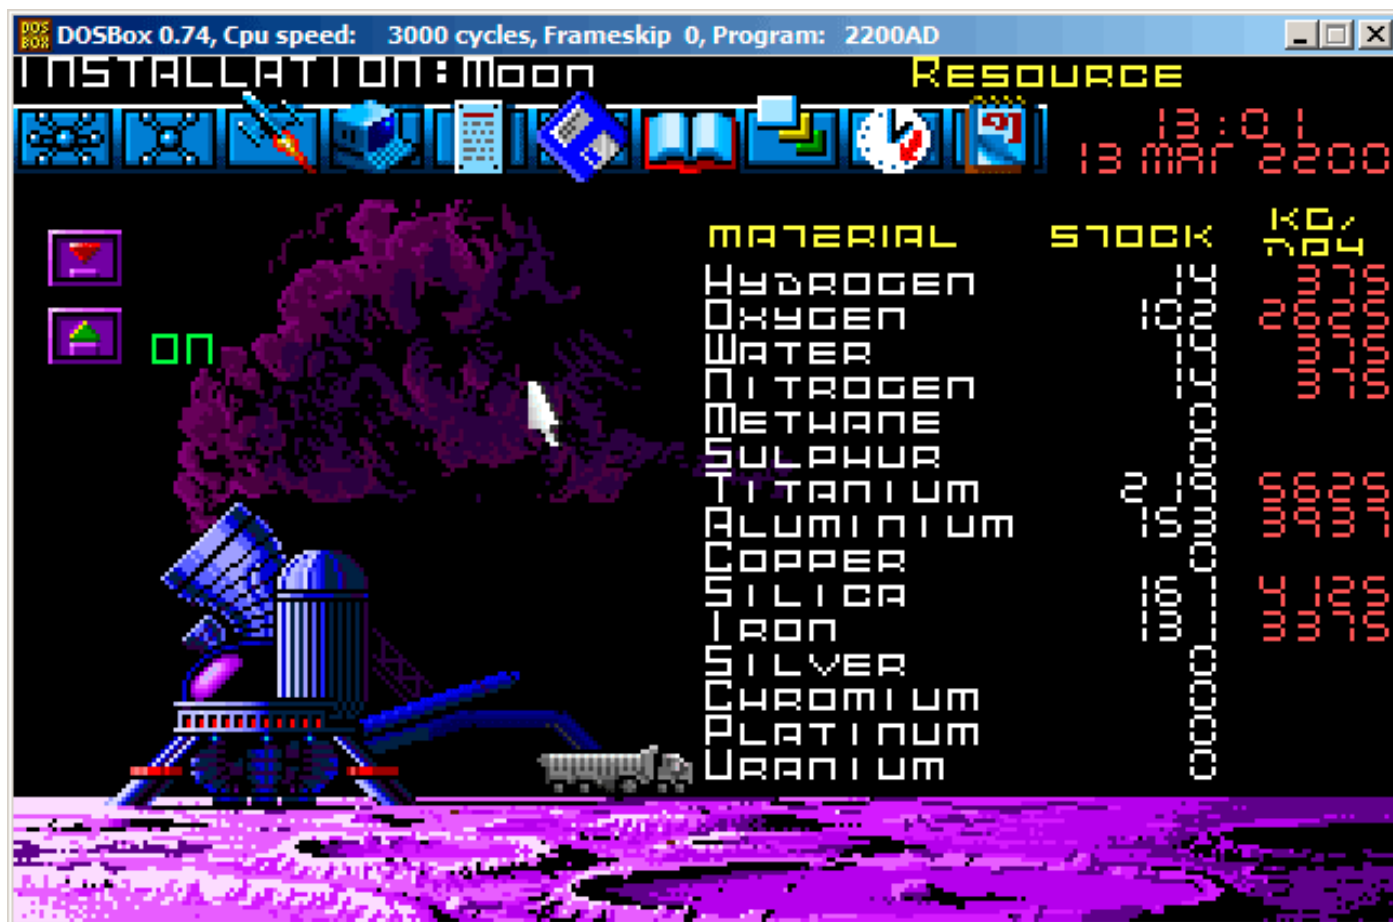 DOSBox 0.74, Cpu speed: 3000 cycles, Frameskip 0, Program: 2200AD
INSTALLATION: Moon RESOURCE
13:01
13 Mar 2200
MATERIAL STOCK KG/DAY
HYDROGEN 14 375
OXYGEN 102 2625
WATER 14 375
ON
NITROGEN 14 375
METHANE 0
SULPHUR 0
TITANIUM 219 5625
ALUMINIUM 153 3937
COPPER 0
SILICA 161 4125
IRON 131 3375
SILVER 0
CHROMIUM 0
PLATINUM 0
URANIUM 0